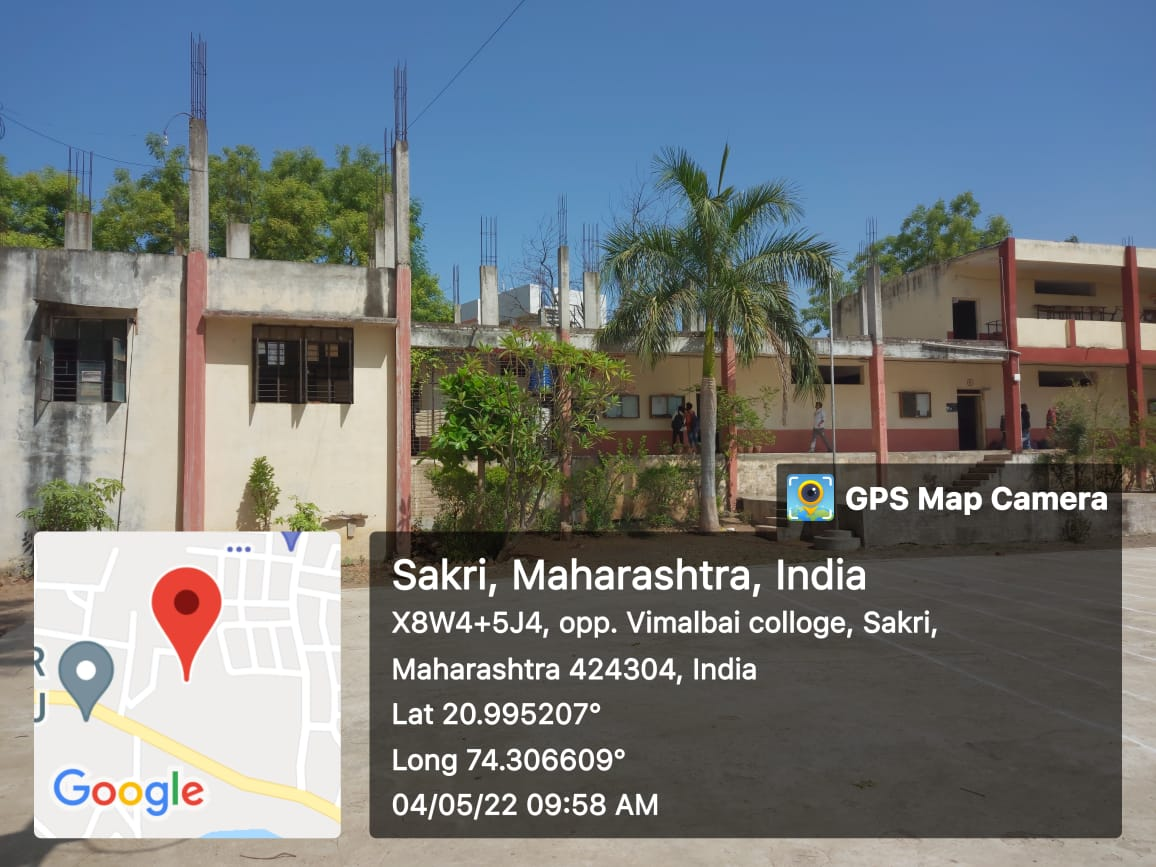 GPS Map Camera
Sakri, Maharashtra, India
X8W4+5J4, opp. Vimalbai colloge, Sakri,
Maharashtra 424304, India
Lat 20.995207°
Long 74.306609°
04/05/22 09:58 AM
R
U
Google